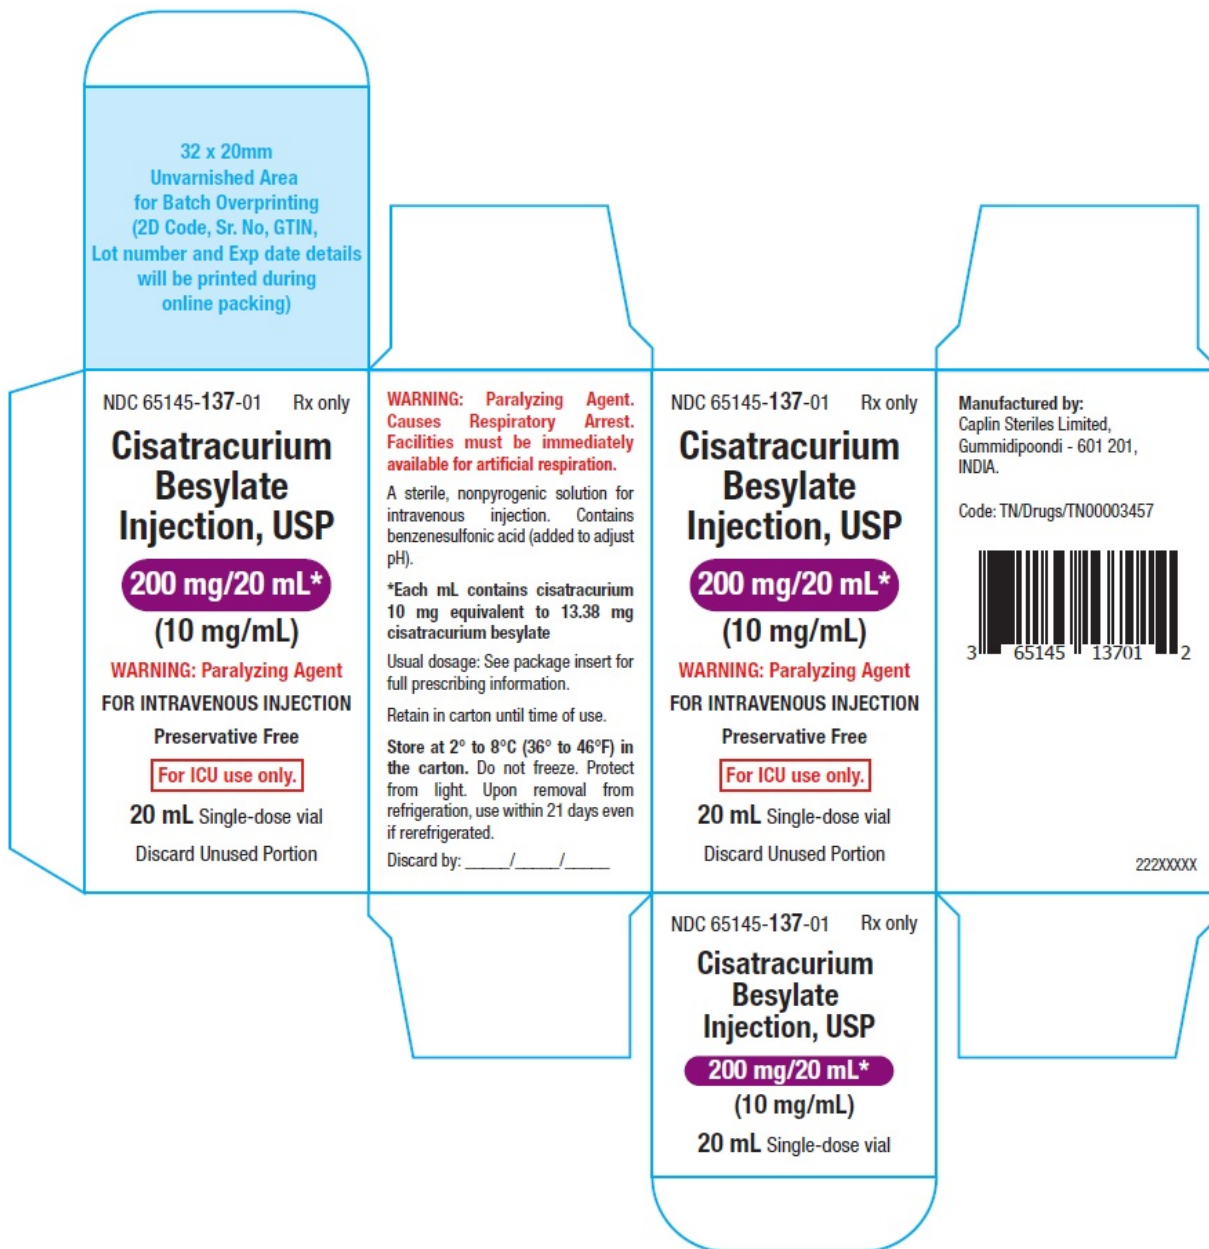 32 x 20mm
Unvarnished Area
for Batch Overprinting
(2D Code, Sr. No, GTIN,
Lot number and Exp date details
will be printed during
online packing)
NDC 65145-137-01 Rx only
Cisatracurium
Besylate
Injection, USP
200 mg/20 mL*
(10 mg/mL)
WARNING: Paralyzing Agent
FOR INTRAVENOUS INJECTION
Preservative Free
For ICU use only.
20 mL Single-dose vial
Discard Unused Portion
WARNING: Paralyzing Agent.
Causes Respiratory Arrest.
Facilities must be immediately
available for artificial respiration.
A sterile, nonpyrogenic solution for
intravenous injection. Contains
benzenesulfonic acid (added to adjust
pH).
*Each mL contains cisatracurium
10 mg equivalent to 13.38 mg
cisatracurium besylate
Usual dosage: See package insert for
full prescribing information.
Retain in carton until time of use.
Store at 2° to 8°C (36° to 46°F) in
the carton. Do not freeze. Protect
from light. Upon removal from
refrigeration, use within 21 days even
if rerefrigerated.
Discard by: _____/_____/_____
NDC 65145-137-01 Rx only
Cisatracurium
Besylate
Injection, USP
200 mg/20 mL*
(10 mg/mL)
WARNING: Paralyzing Agent
FOR INTRAVENOUS INJECTION
Preservative Free
For ICU use only.
20 mL Single-dose vial
Discard Unused Portion
Manufactured by:
Caplin Steriles Limited,
Gummidipoondi - 601 201,
INDIA.
Code: TN/Drugs/TN00003457
3 65145 13701 2
222XXXXX
NDC 65145-137-01 Rx only
Cisatracurium
Besylate
Injection, USP
200 mg/20 mL*
(10 mg/mL)
20 mL Single-dose vial